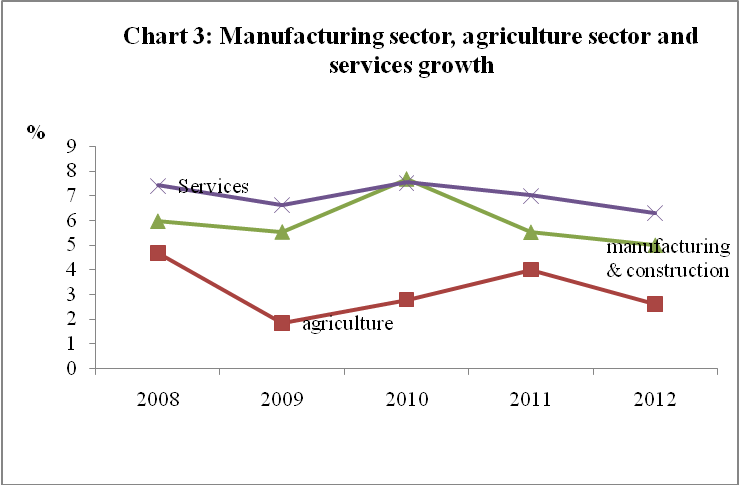 Chart 3: Manufacturing sector, agriculture sector and
services growth
%
9
8
7
6
5
4
3
2
1
0
Services
manufacturing
& construction
agriculture
2008 2009 2010 2011 2012